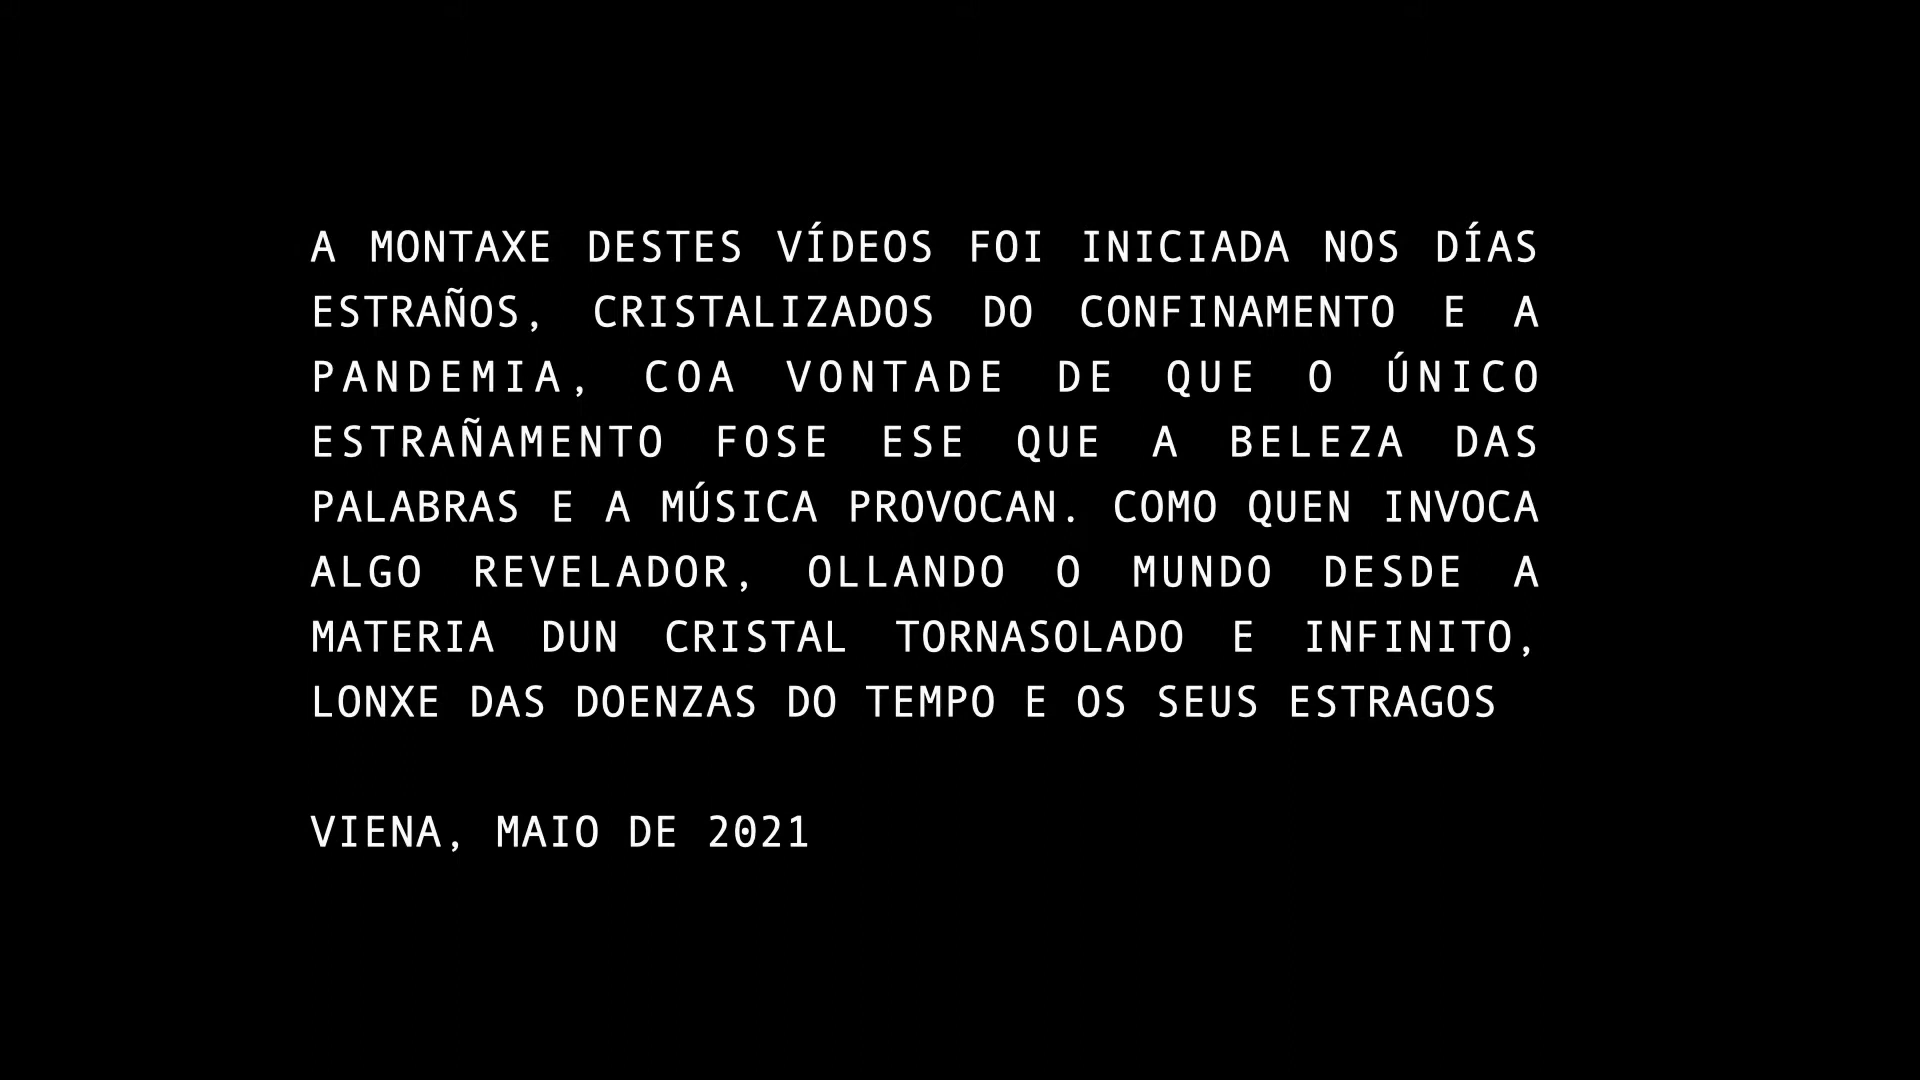 A MONTAXE DESTES VÍDEOS FOI INICIADA NOS DÍAS
ESTRAÑOS, CRISTALIZADOS DO CONFINAMENTO E A
PANDEMIA, COA VONTADE DE QUE O ÚNICO
ESTRAÑAMENTO FOSE ESE QUE A BELEZA DAS
PALABRAS E A MÚSICA PROVOCAN. COMO QUEN INVOCA
ALGO REVELADOR, OLLANDO O MUNDO DESDE A
MATERIA DUN CRISTAL TORNASOLADO E INFINITO,
LONXE DAS DOENZAS DO TEMPO E OS SEUS ESTRAGOS
VIENA, MAIO DE 2021